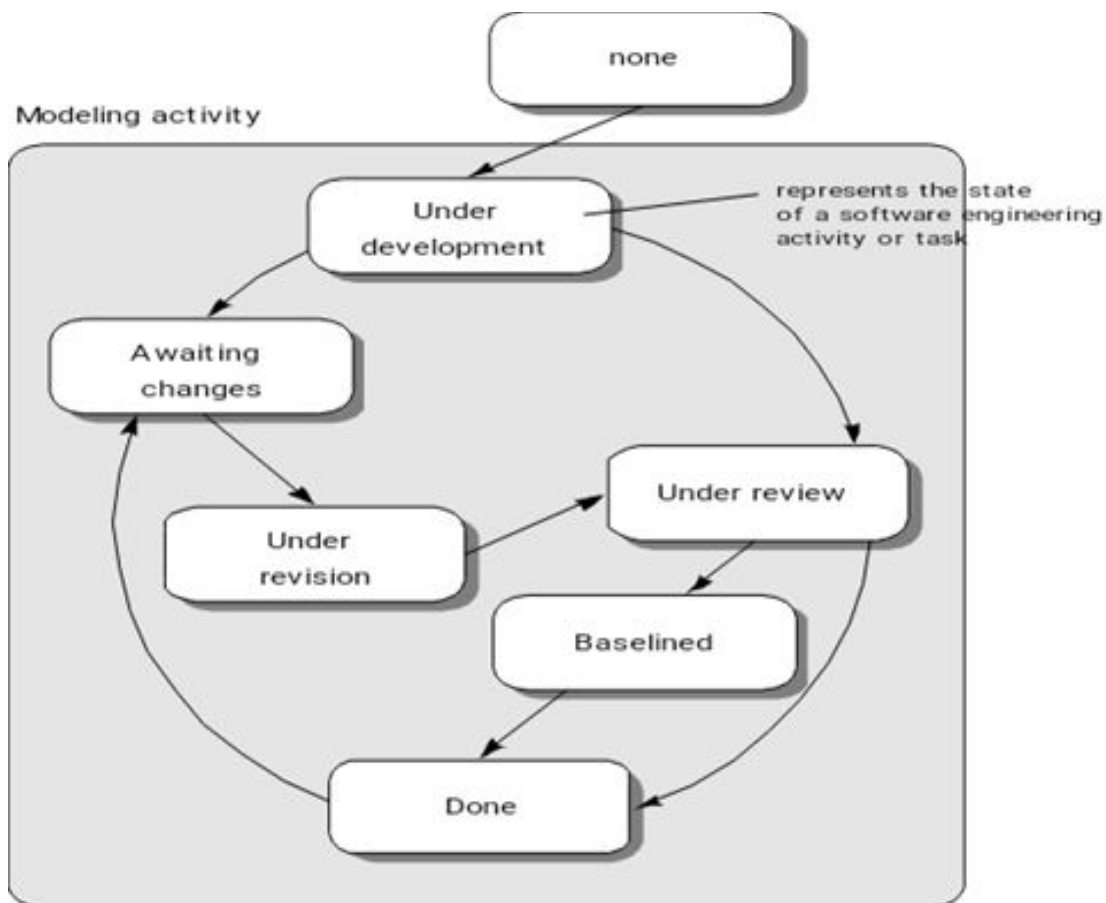 none
Modeling activity
represents the state
of a software engineering
activity or task
Under
development
Awaiting
changes
Under review
Under
revision
Baselined
Done